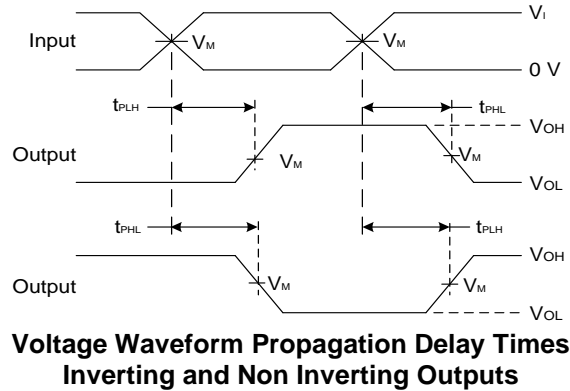 VI
Input VM VM
0 V
tPLH tPHL
VOH
Output VM VM
VOL
tPHL tPLH
VOH
Output VM VM
VOL
Voltage Waveform Propagation Delay Times
Inverting and Non Inverting Outputs